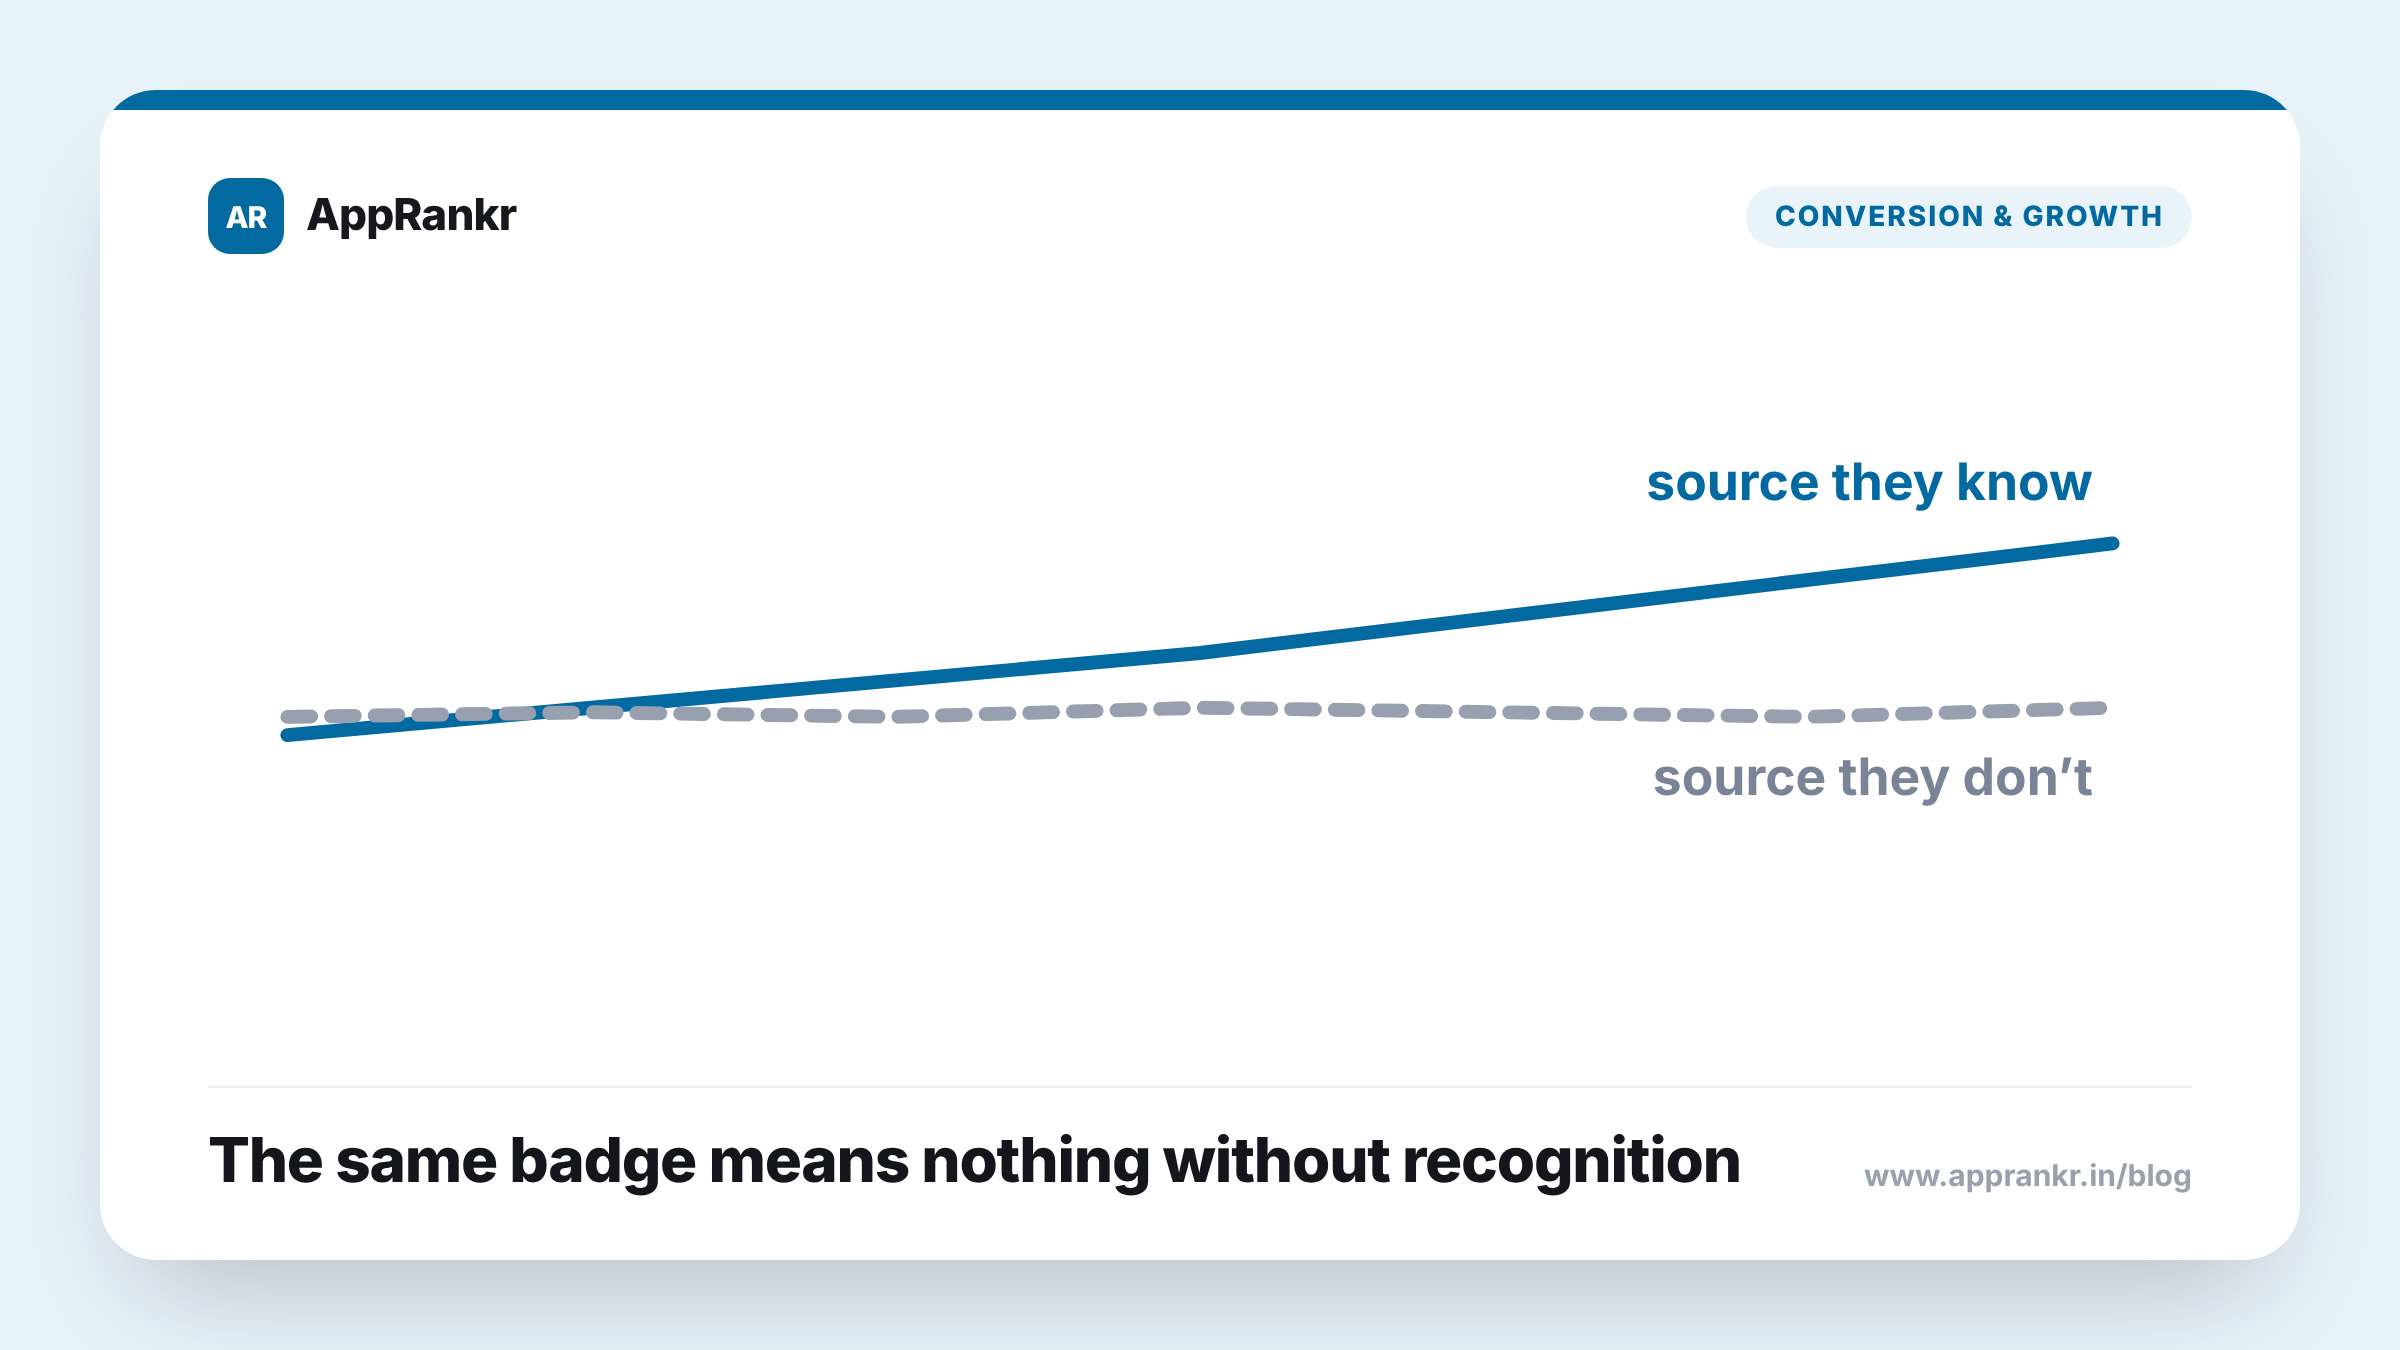 AR
AppRankr
CONVERSION & GROWTH
source they know
source they don’t
The same badge means nothing without recognition
www.apprankr.in/blog